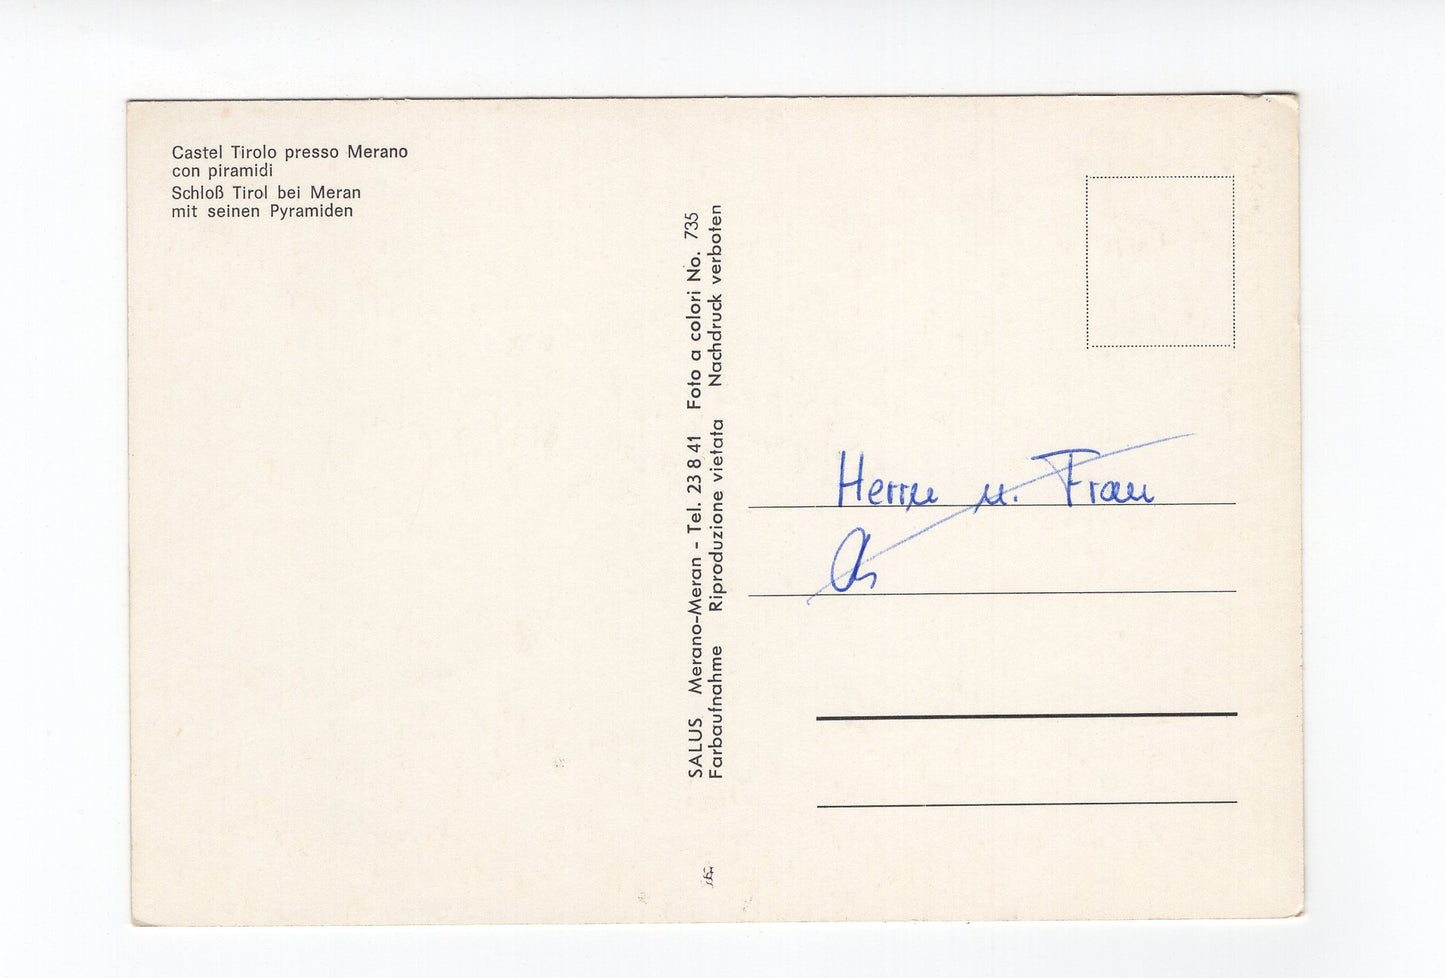 Castel Tirolo presso Merano
con piramidi
Schloß Tirol bei Meran
mit seinen Pyramiden
SALUS Merano-Meran - Tel. 23 8 41 Foto a colori No. 735
Farbaufnahme Riproduzione vietata Nachdruck verboten
Herrn u. Frau